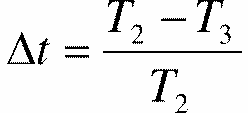 Δt = (T₂ − T₃) / T₂